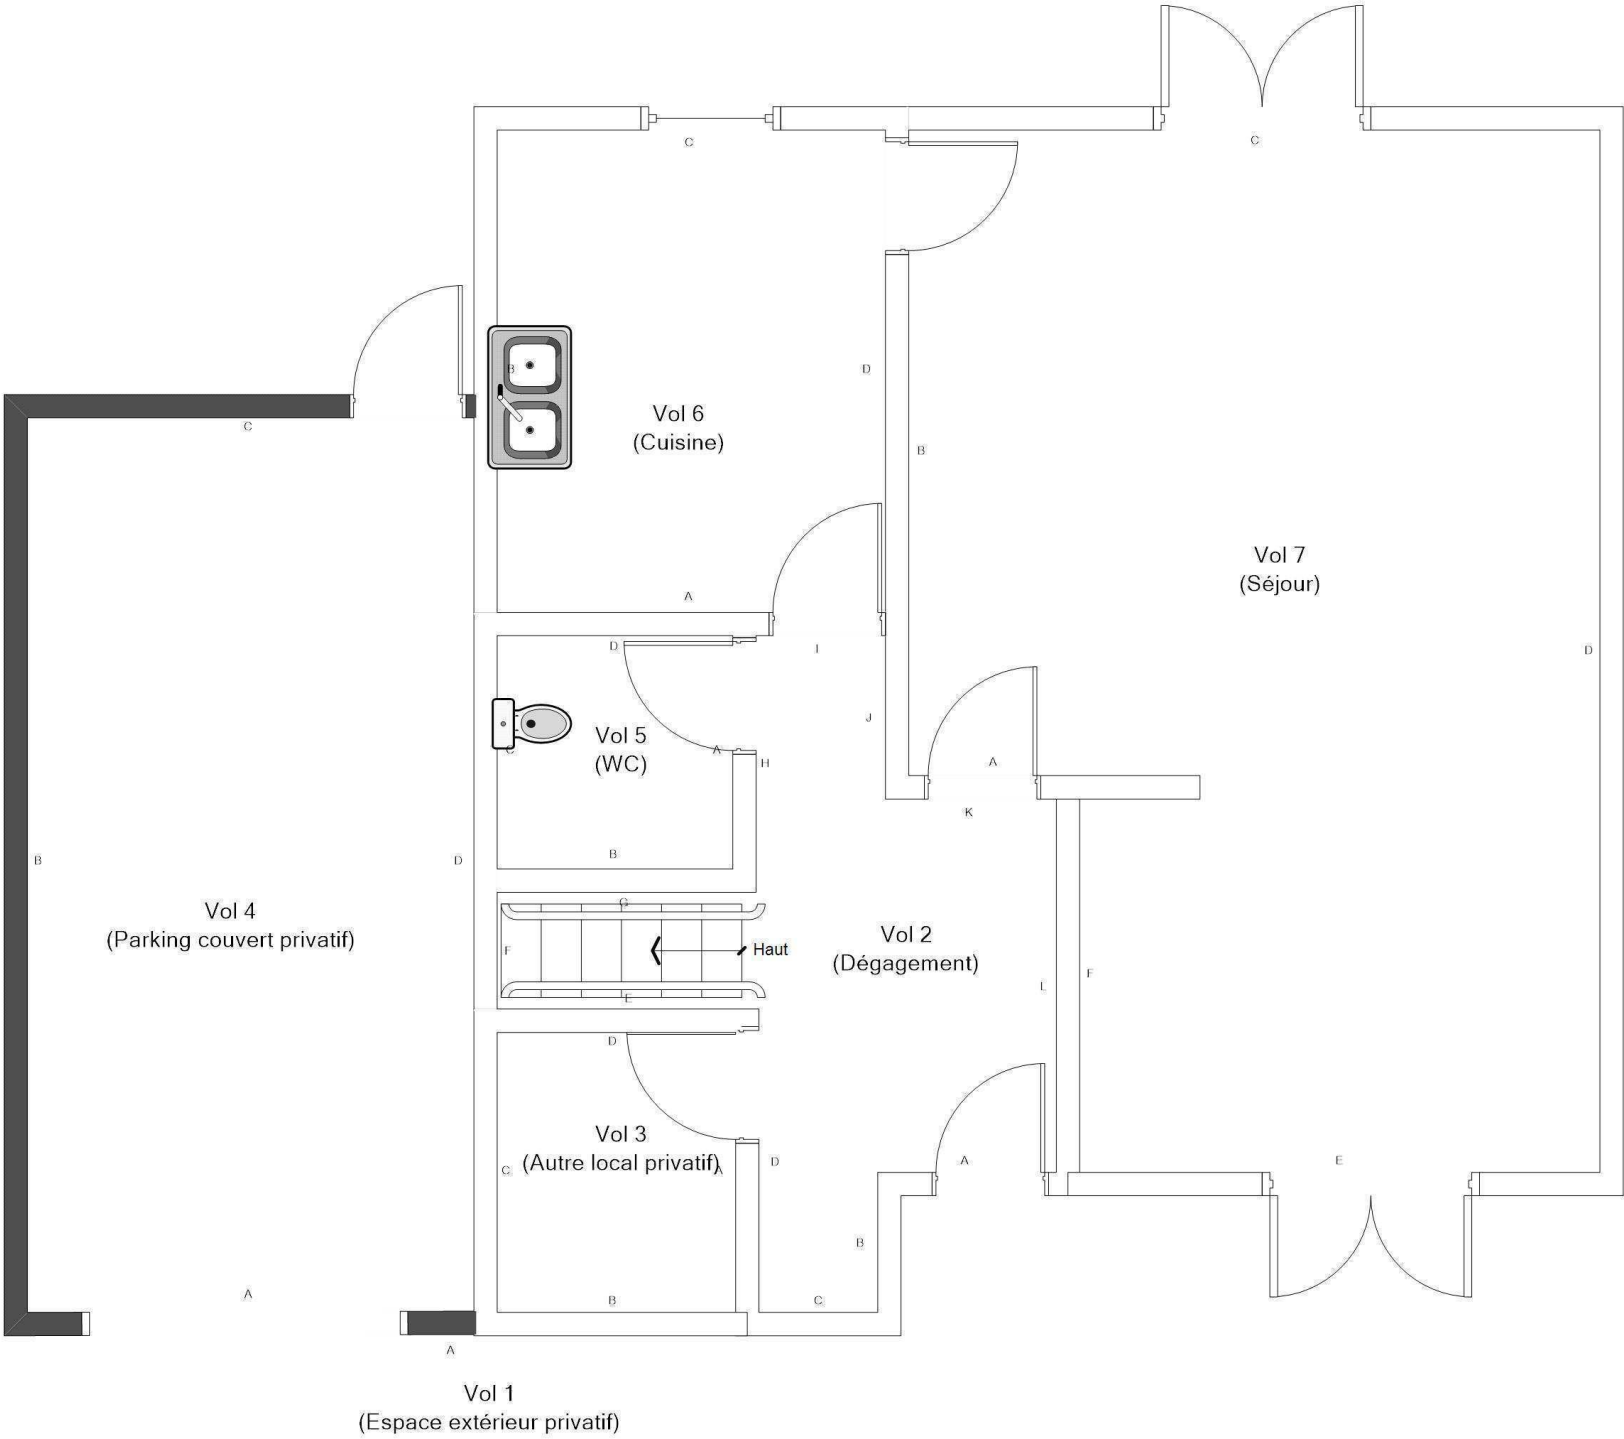 C
C
B
D
Vol 6
(Cuisine)
C
B
Vol 7
(Séjour)
A
D
I
D
J
Vol 5
(WC)
C
A
H
A
K
B
D
B
Vol 4
(Parking couvert privatif)
G
F
Haut
E
Vol 2
(Dégagement)
L
F
D
Vol 3
(Autre local privatif)
C
A
D
A
E
B
A
B
C
A
Vol 1
(Espace extérieur privatif)